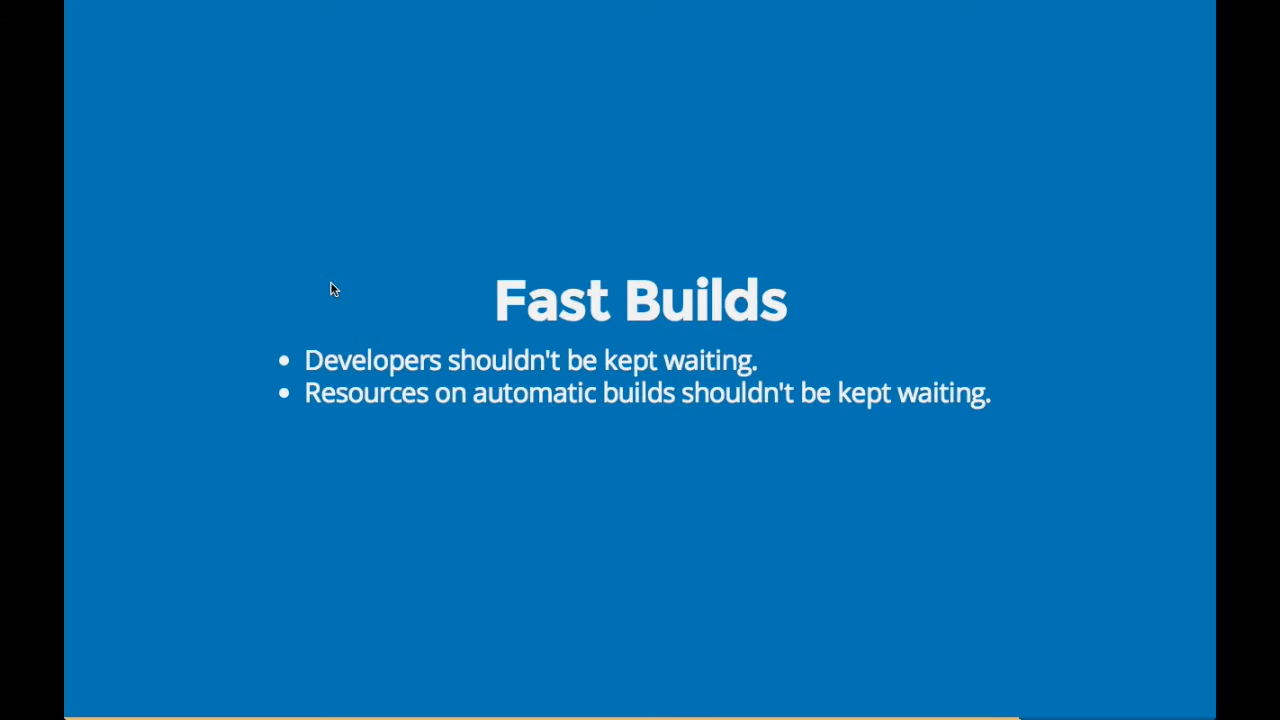 Fast Builds
Developers shouldn't be kept waiting.
Resources on automatic builds shouldn't be kept waiting.